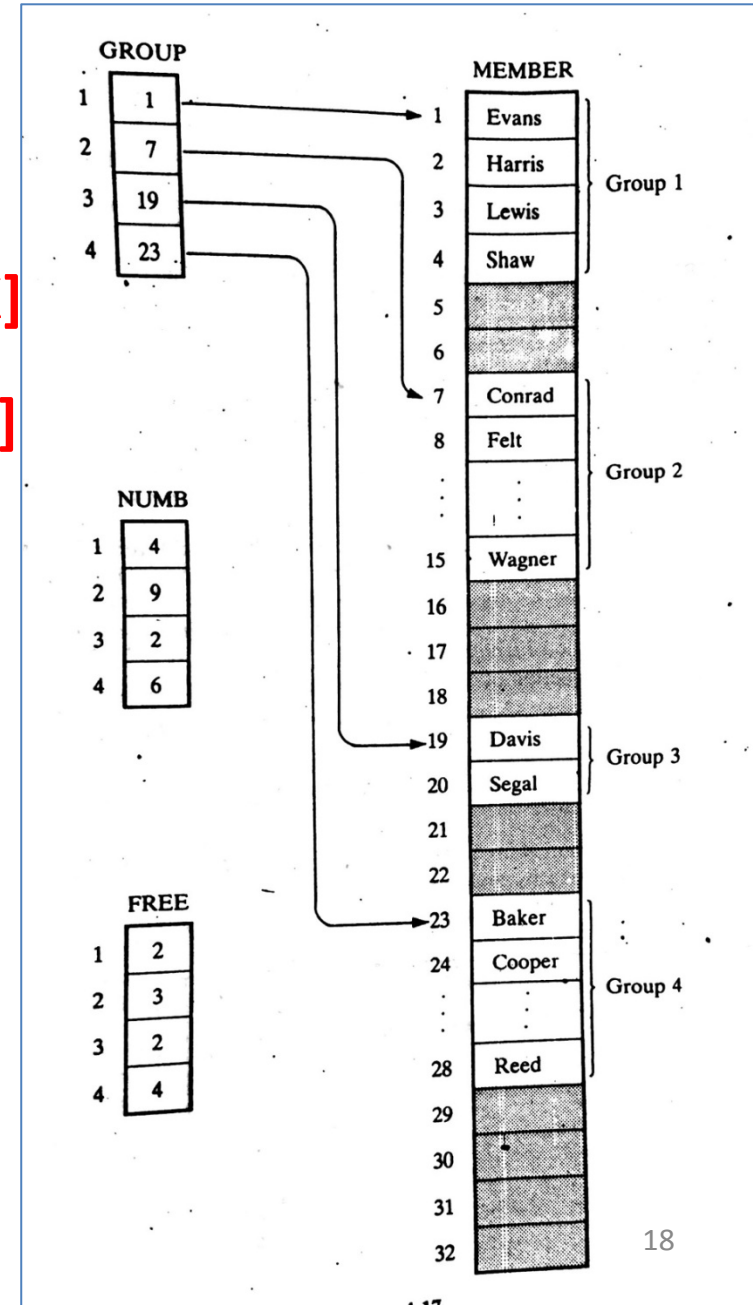 GROUP
1 1
2 7
3 19
4 23
]
]
NUMB
1 4
2 9
3 2
4 6
FREE
1 2
2 3
3 2
4 4
MEMBER
1 Evans
2 Harris
3 Lewis
4 Shaw
Group 1
5
6
7 Conrad
8 Felt
Group 2
15 Wagner
16
17
18
19 Davis
20 Segal
Group 3
21
22
23 Baker
24 Cooper
Group 4
28 Reed
29
30
31
32
18